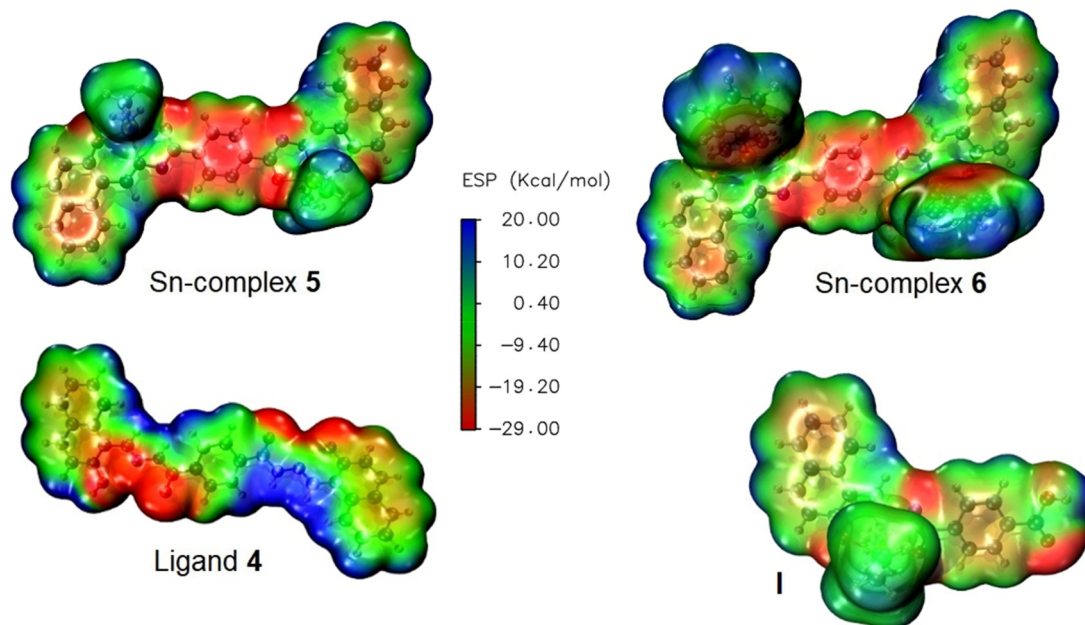 ESP (Kcal/mol)
20.00
10.20
0.40
−9.40
−19.20
−29.00
Sn-complex 5
Sn-complex 6
Ligand 4
I